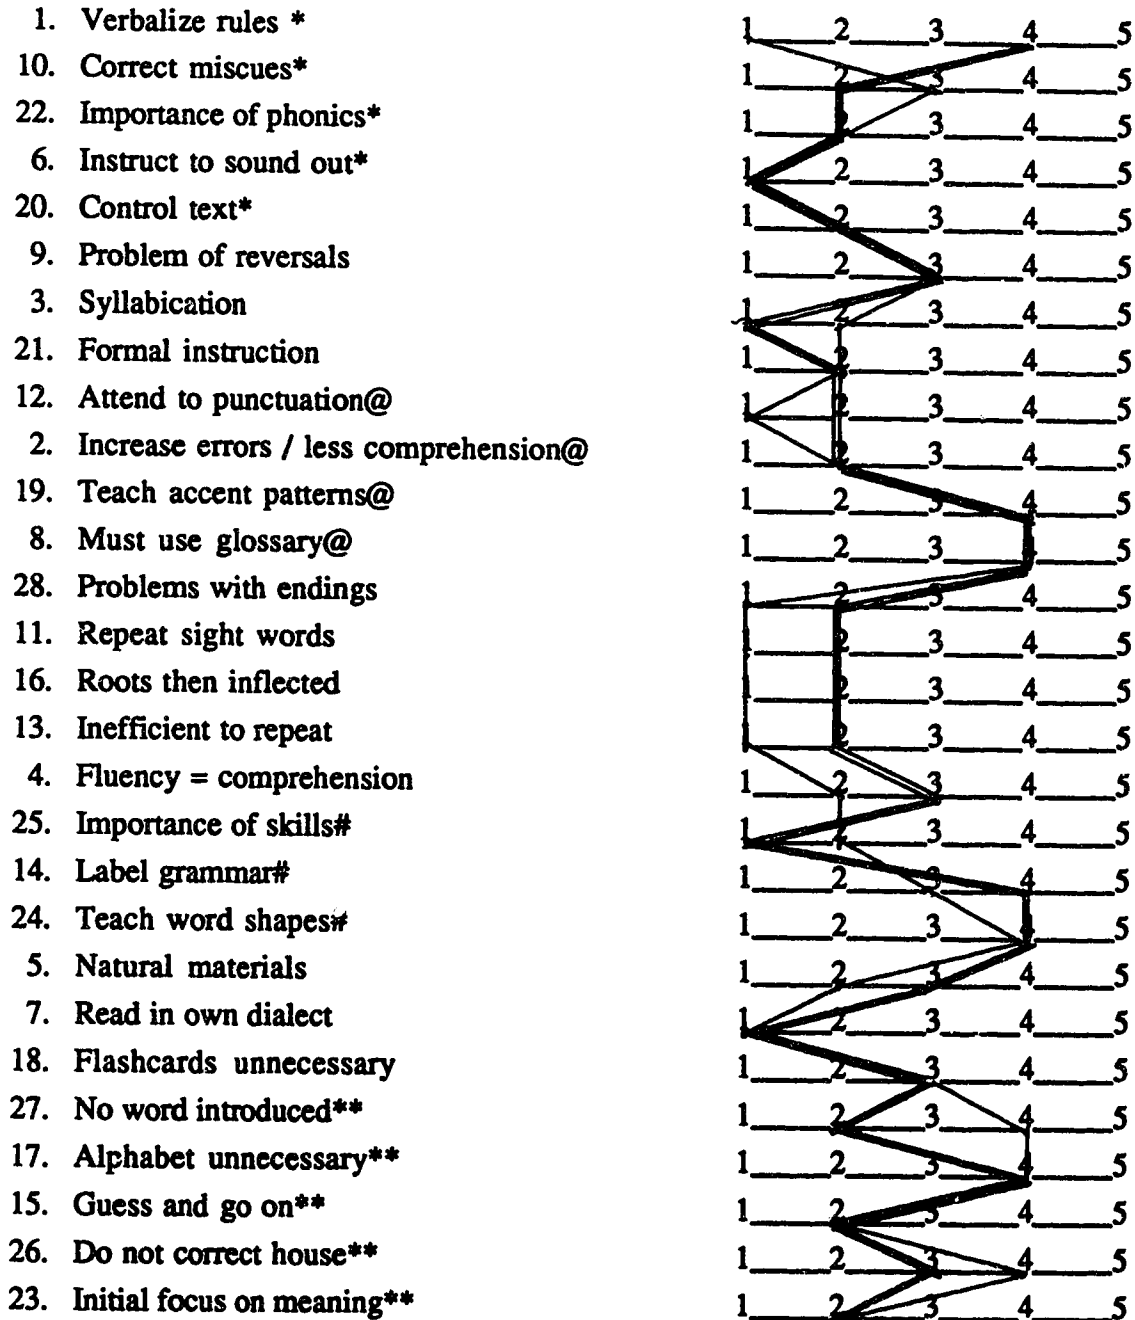 1. Verbalize rules * 1 2 3 4 5
10. Correct miscues* 1 2 3 4 5
22. Importance of phonics* 1 2 3 4 5
6. Instruct to sound out* 1 2 3 4 5
20. Control text* 1 2 3 4 5
9. Problem of reversals 1 2 3 4 5
3. Syllabication 1 2 3 4 5
21. Formal instruction 1 2 3 4 5
12. Attend to punctuation@ 1 2 3 4 5
2. Increase errors / less comprehension@ 1 2 3 4 5
19. Teach accent patterns@ 1 2 3 4 5
8. Must use glossary@ 1 2 3 4 5
28. Problems with endings 1 2 3 4 5
11. Repeat sight words 1 2 3 4 5
16. Roots then inflected 1 2 3 4 5
13. Inefficient to repeat 1 2 3 4 5
4. Fluency = comprehension 1 2 3 4 5
25. Importance of skills# 1 2 3 4 5
14. Label grammar# 1 2 3 4 5
24. Teach word shapes# 1 2 3 4 5
5. Natural materials 1 2 3 4 5
7. Read in own dialect 1 2 3 4 5
18. Flashcards unnecessary 1 2 3 4 5
27. No word introduced** 1 2 3 4 5
17. Alphabet unnecessary** 1 2 3 4 5
15. Guess and go on** 1 2 3 4 5
26. Do not correct house** 1 2 3 4 5
23. Initial focus on meaning** 1 2 3 4 5